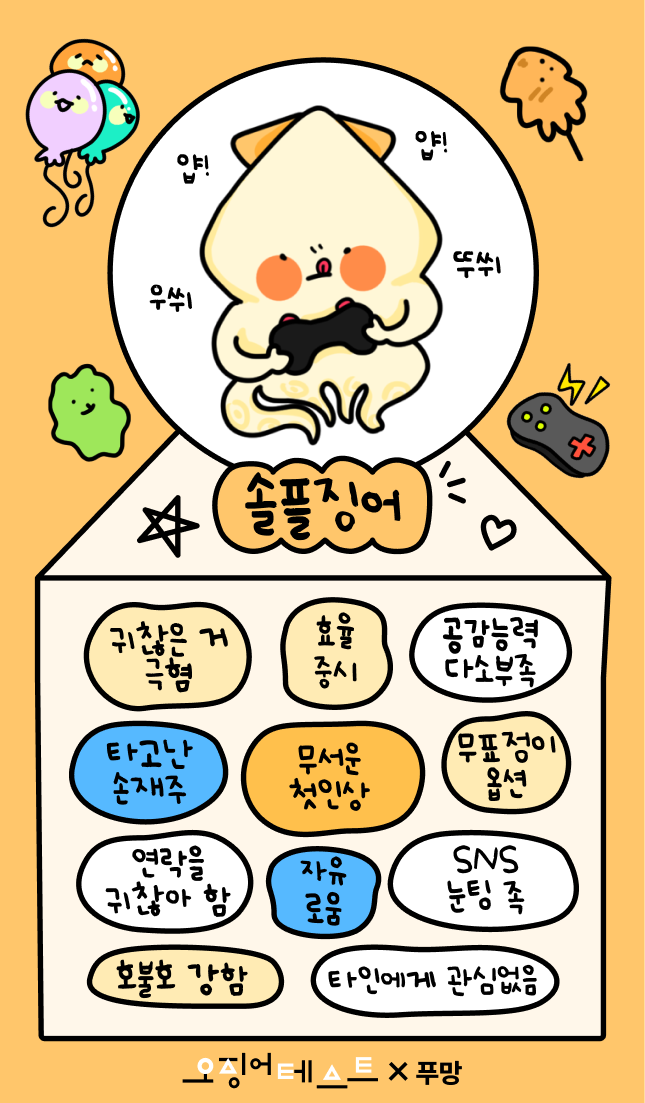 얍!
얍!
우쒸
뚜쒸
솔플징어
귀찮은 거
극혐
효율
중시
공감능력
다소부족
타고난
손재주
무서운
첫인상
무표정이
옵션
연락을
귀찮아 함
자유
로움
SNS
눈팅 족
호불호 강함
타인에게 관심없음
오징어테스트 × 푸망